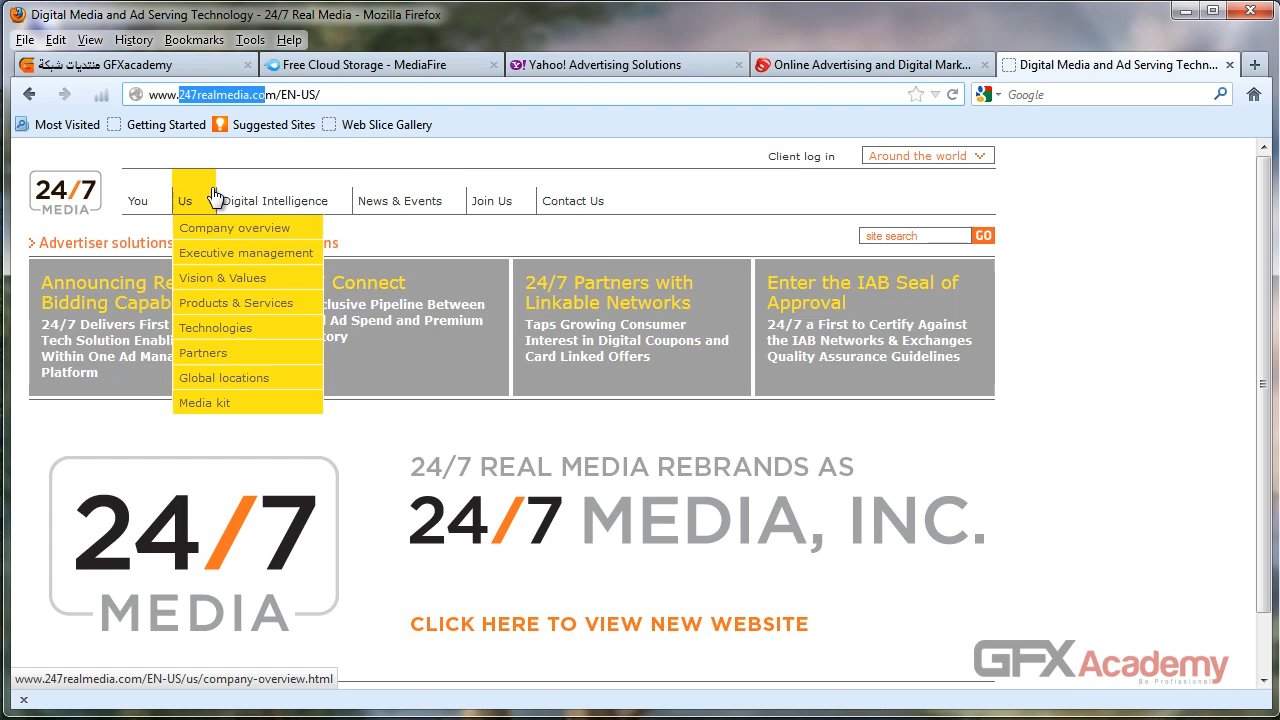 Digital Media and Ad Serving Technology - 24/7 Real Media - Mozilla Firefox
File Edit View History Bookmarks Tools Help
منتديات شبكة GFXacademy
Free Cloud Storage - MediaFire
Yahoo! Advertising Solutions
Online Advertising and Digital Mark...
Digital Media and Ad Serving Techn...
www.247realmedia.com/EN-US/
Google
Most Visited Getting Started Suggested Sites Web Slice Gallery
Client log in Around the world
24/7
MEDIA
You Us Digital Intelligence News & Events Join Us Contact Us
Company overview
Executive management
Vision & Values
Products & Services
Technologies
Partners
Global locations
Media kit
Advertiser solutions
ns
site search GO
Announcing Re
Bidding Capab
24/7 Delivers First
Tech Solution Enabli
Within One Ad Mana
Platform
Connect
clusive Pipeline Between
Ad Spend and Premium
tory
24/7 Partners with
Linkable Networks
Taps Growing Consumer
Interest in Digital Coupons and
Card Linked Offers
Enter the IAB Seal of
Approval
24/7 a First to Certify Against
the IAB Networks & Exchanges
Quality Assurance Guidelines
24/7
MEDIA
24/7 REAL MEDIA REBRANDS AS
24/7 MEDIA, INC.
CLICK HERE TO VIEW NEW WEBSITE
GFX Academy
Be Professional
www.247realmedia.com/EN-US/us/company-overview.html